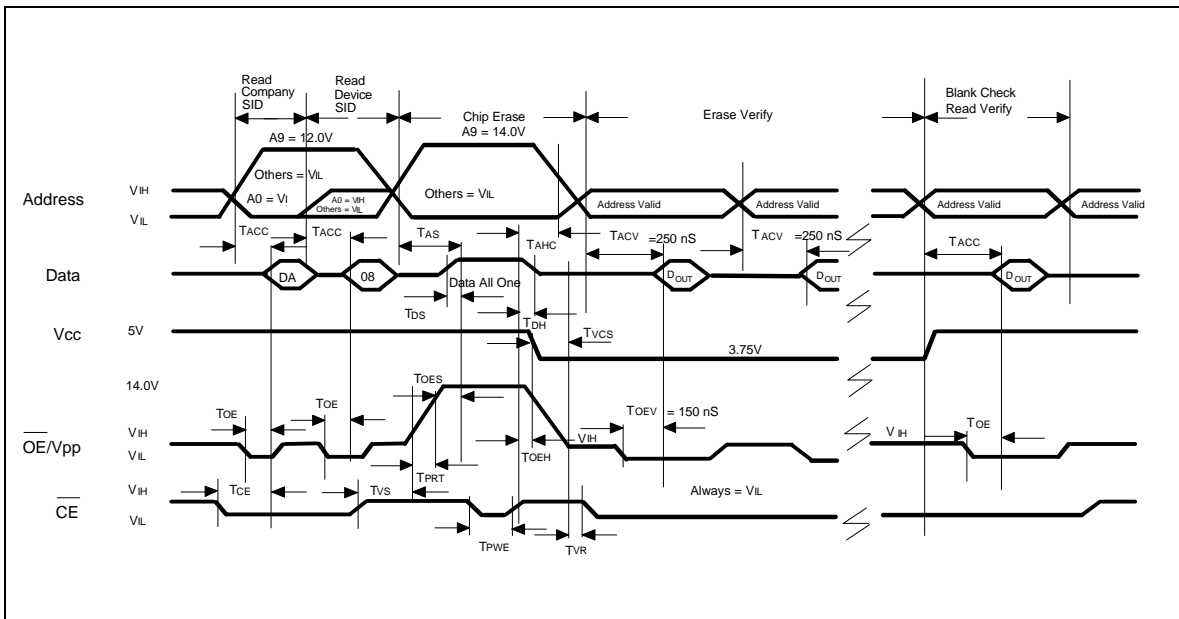 Read
Company
SID
Read
Device
SID
Chip Erase
Erase Verify
Blank Check
Read Verify
A9 = 12.0V
A9 = 14.0V
Others = VIL
Others = VIL
Address
VIH
VIL
A0 = VI
A0 = VIH
Others = VIL
Address Valid
Address Valid
Address Valid
Address Valid
TACC
TACC
TAS
TAHC
TACV =250 nS
TACV =250 nS
TACC
Data
DA
08
Data All One
DOUT
DOUT
DOUT
TDS
TDH
Vcc
5V
TVCS
3.75V
14.0V
TOES
TOE
TOE
TOEV = 150 nS
TOE
OE/Vpp
VIH
VIL
VIH
VIH
TOEH
TPRT
CE
VIH
VIL
TCE
TVS
Always = VIL
TPWE
TVR